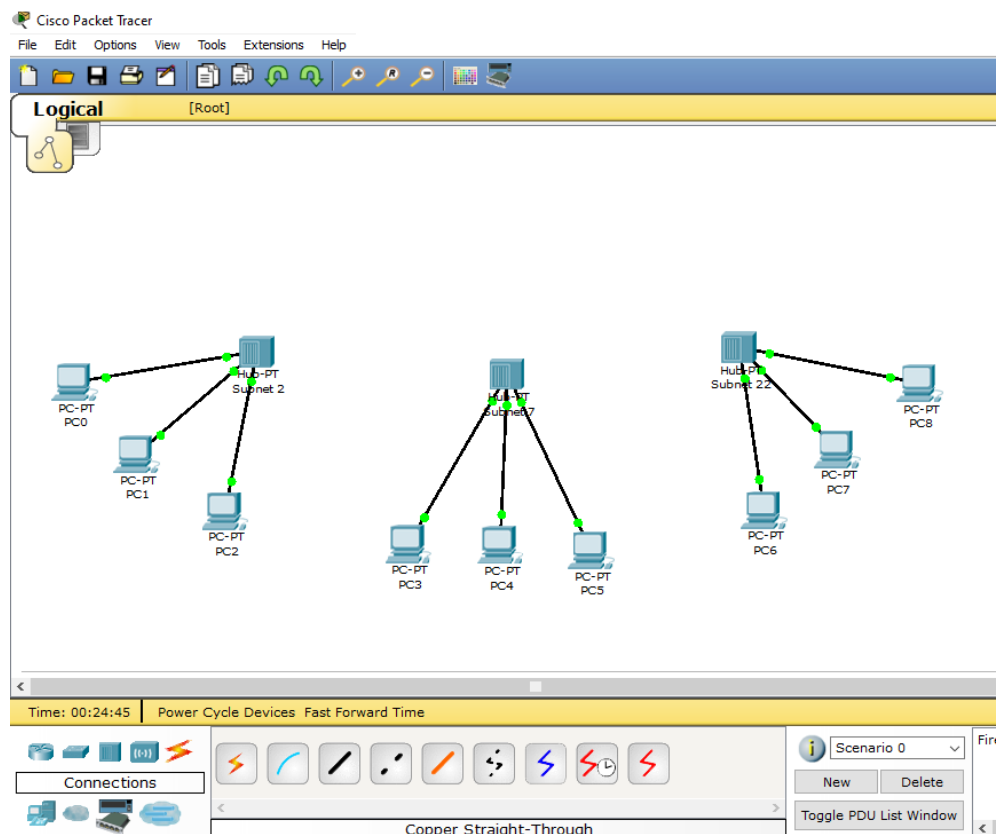 Cisco Packet Tracer
File Edit Options View Tools Extensions Help
Logical
[Root]
PC-PT
PC0
PC-PT
PC1
PC-PT
PC2
Hub-PT
Subnet 2
Hub-PT
Subnet 7
PC-PT
PC3
PC-PT
PC4
PC-PT
PC5
Hub-PT
Subnet 22
PC-PT
PC6
PC-PT
PC7
PC-PT
PC8
Time: 00:24:45 Power Cycle Devices Fast Forward Time
Connections
Copper Straight-Through
Scenario 0
Fire
New Delete
Toggle PDU List Window